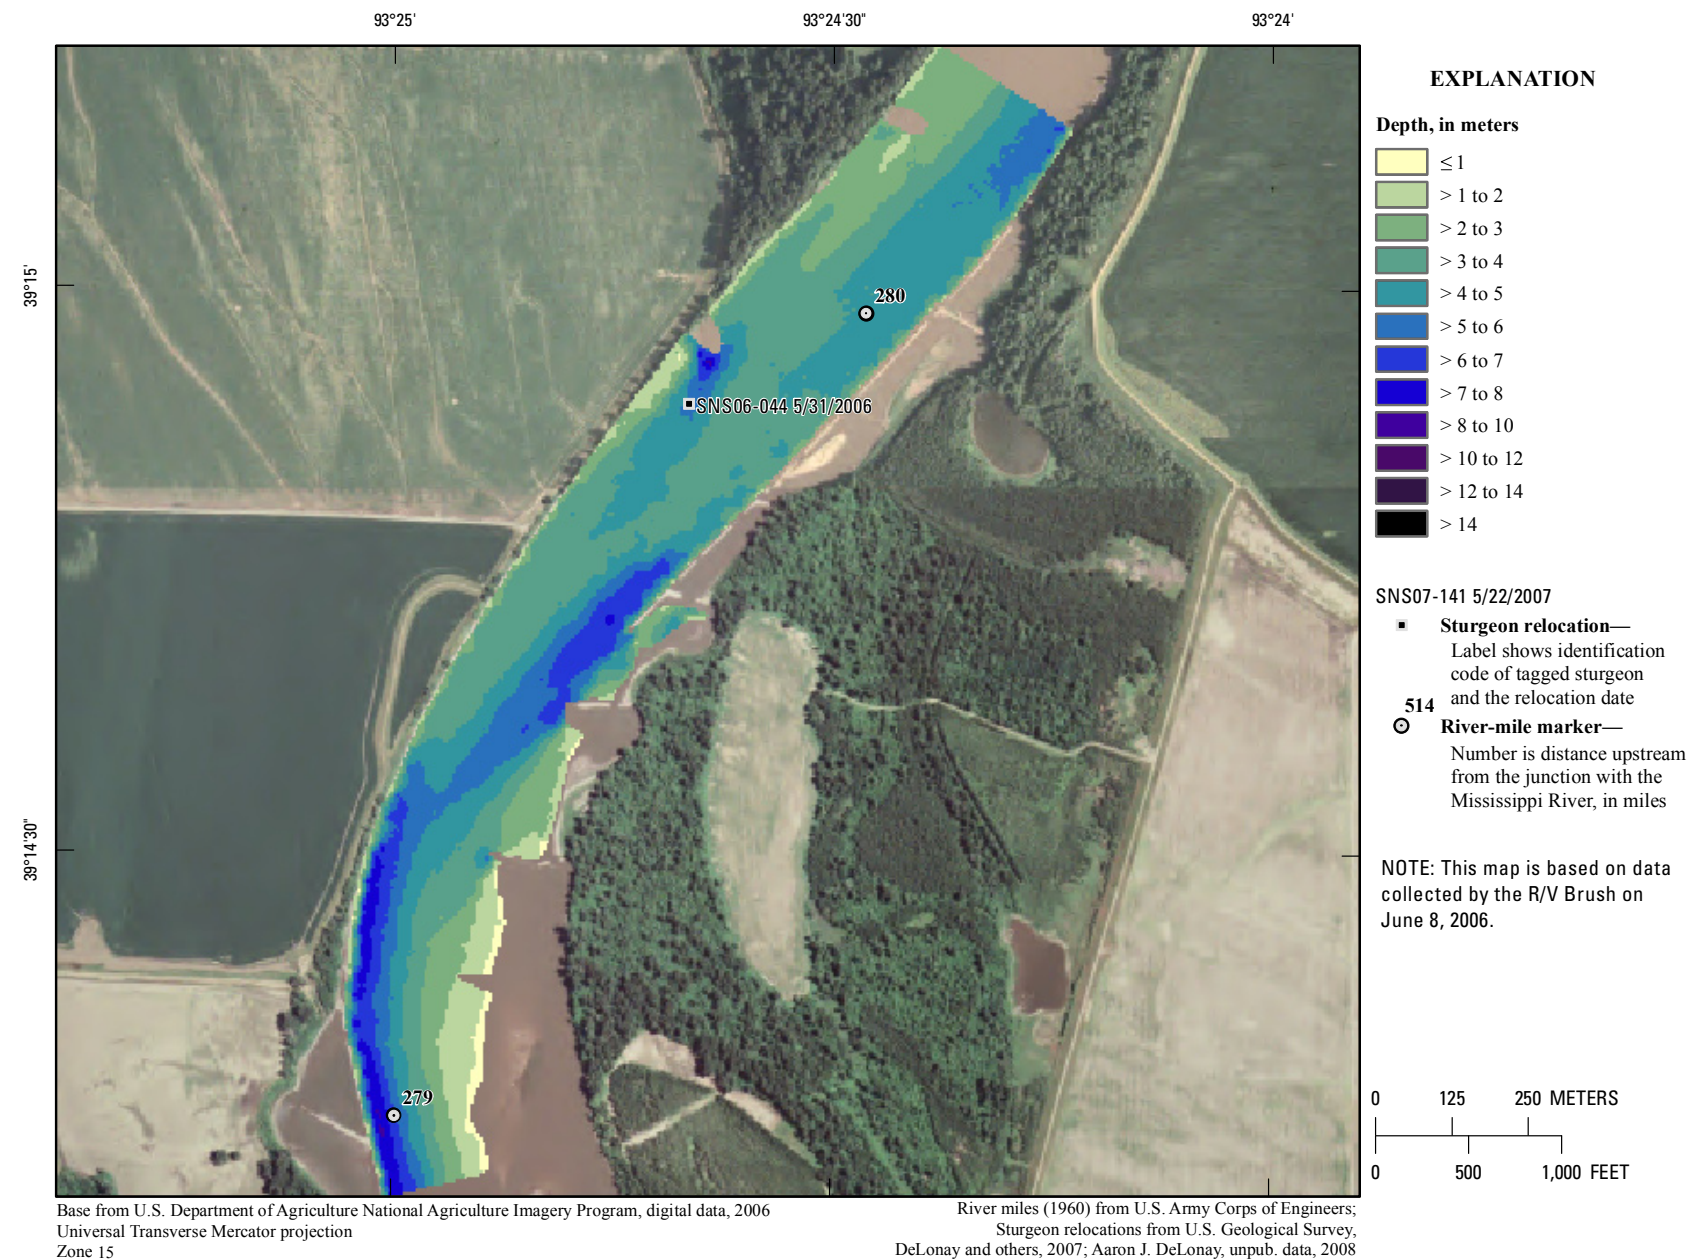 93°25'
93°24'30"
93°24'
39°15'
39°14'30"
280
SNS06-044 5/31/2006
279
EXPLANATION
Depth, in meters
≤ 1
> 1 to 2
> 2 to 3
> 3 to 4
> 4 to 5
> 5 to 6
> 6 to 7
> 7 to 8
> 8 to 10
> 10 to 12
> 12 to 14
> 14
SNS07-141 5/22/2007
Sturgeon relocation—
Label shows identification
code of tagged sturgeon
and the relocation date
514
River-mile marker—
Number is distance upstream
from the junction with the
Mississippi River, in miles
NOTE: This map is based on data
collected by the R/V Brush on
June 8, 2006.
0 125 250 METERS
0 500 1,000 FEET
Base from U.S. Department of Agriculture National Agriculture Imagery Program, digital data, 2006
Universal Transverse Mercator projection
Zone 15
River miles (1960) from U.S. Army Corps of Engineers;
Sturgeon relocations from U.S. Geological Survey,
DeLonay and others, 2007; Aaron J. DeLonay, unpub. data, 2008